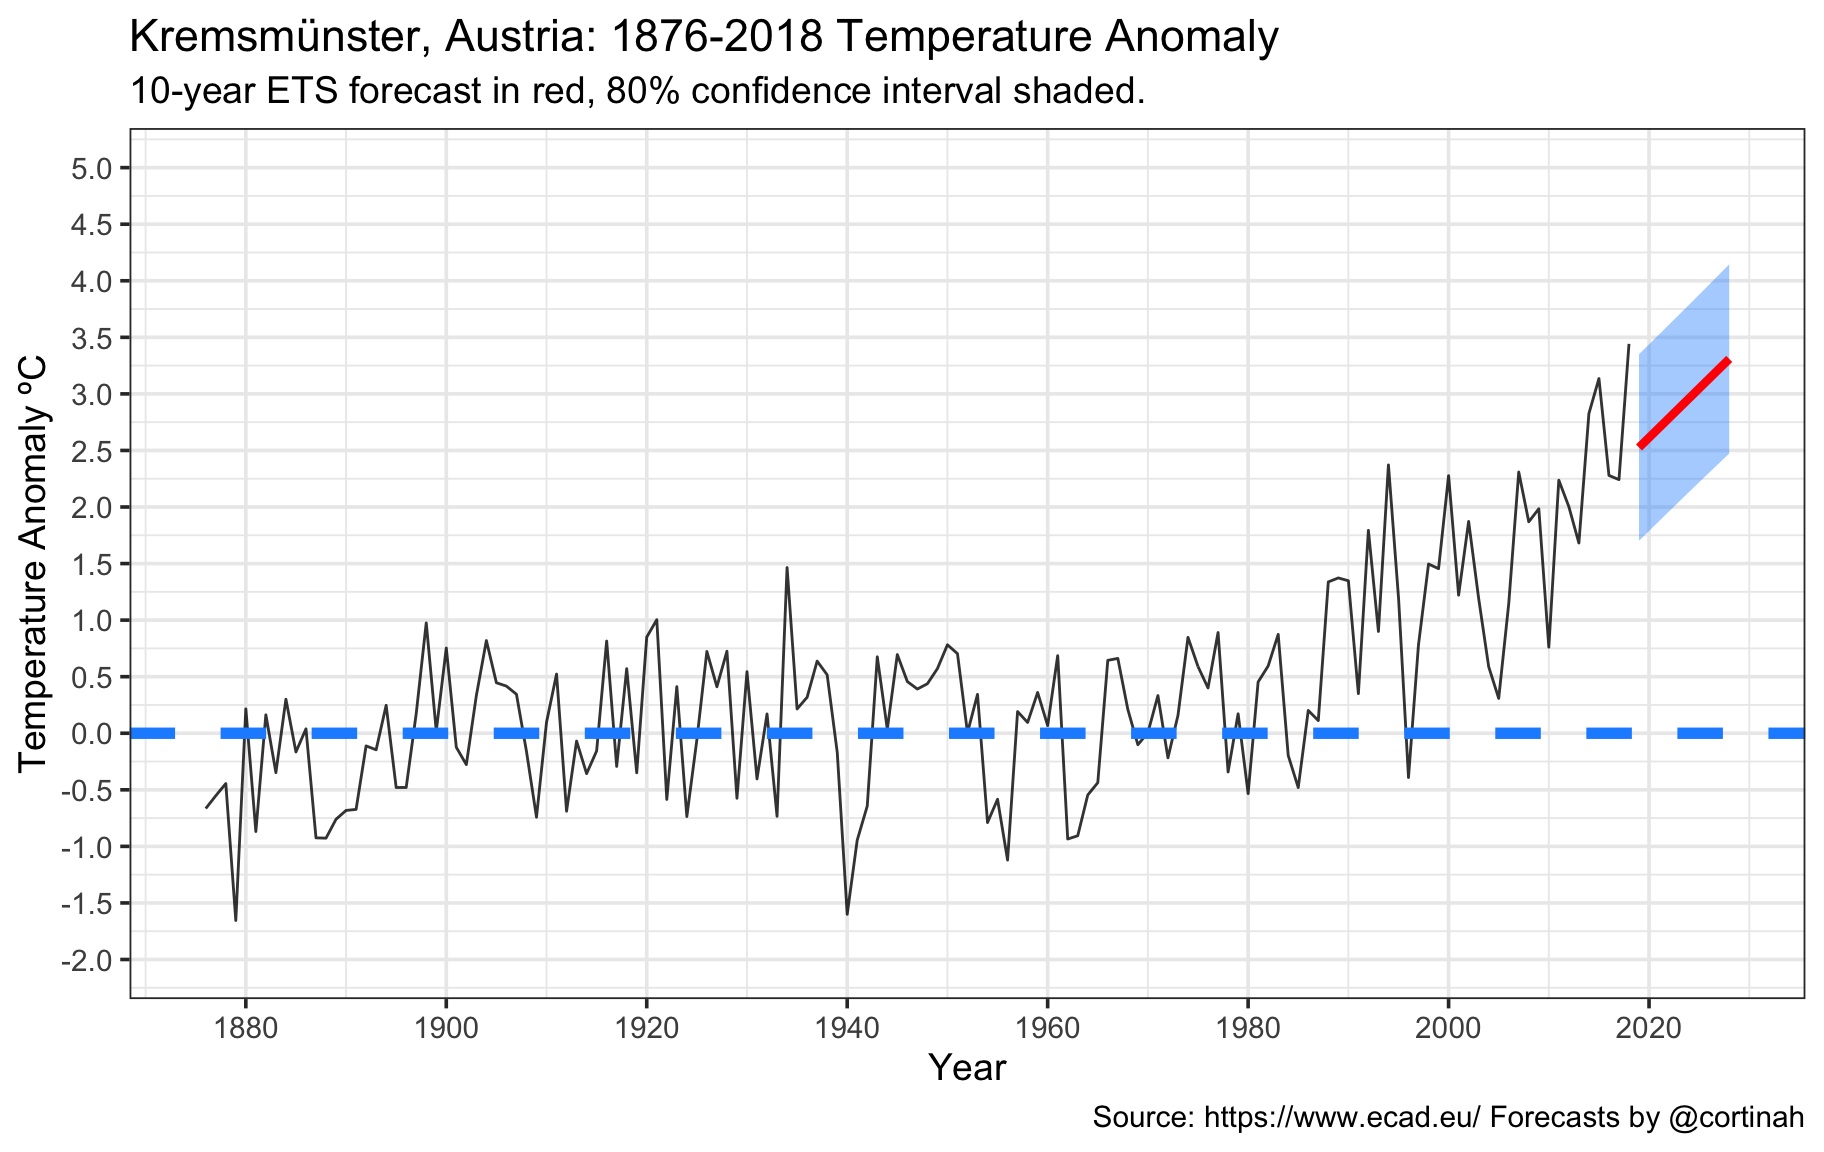 Kremsmünster, Austria: 1876-2018 Temperature Anomaly
10-year ETS forecast in red, 80% confidence interval shaded.
Temperature Anomaly ºC
5.0
4.5
4.0
3.5
3.0
2.5
2.0
1.5
1.0
0.5
0.0
-0.5
-1.0
-1.5
-2.0
1880 1900 1920 1940 1960 1980 2000 2020
Year
Source: https://www.ecad.eu/ Forecasts by @cortinah